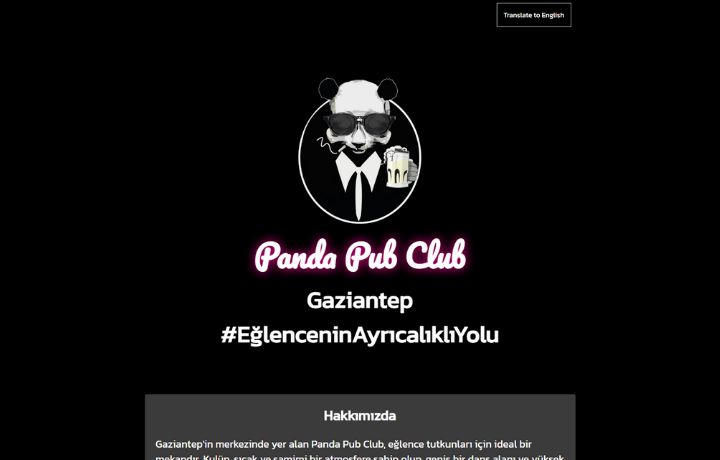 Translate to English
Panda Pub Club
Gaziantep
#EğlenceninAyrıcalıklıYolu
Hakkımızda
Gaziantep'in merkezinde yer alan Panda Pub Club, eğlence tutkunları için ideal bir
mekandır. Kulüp, sıcak ve samimi bir atmosfere sahip olup, geniş bir dans alanı ve yüksek